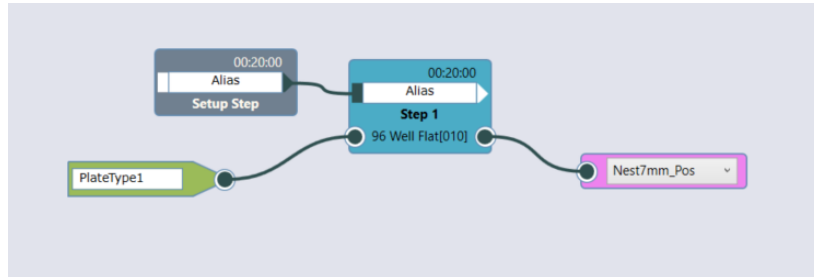 00:20:00
Alias
Setup Step
00:20:00
Alias
Step 1
96 Well Flat[010]
PlateType1
Nest7mm_Pos